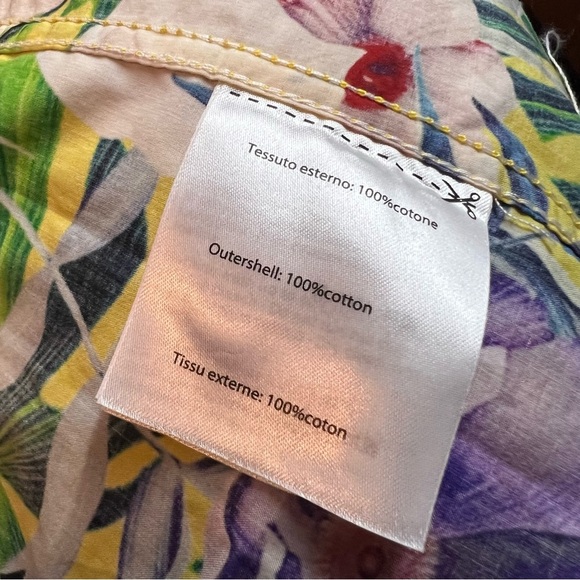 Tessuto esterno: 100%cotone
Outershell: 100%cotton
Tissu externe: 100%coton